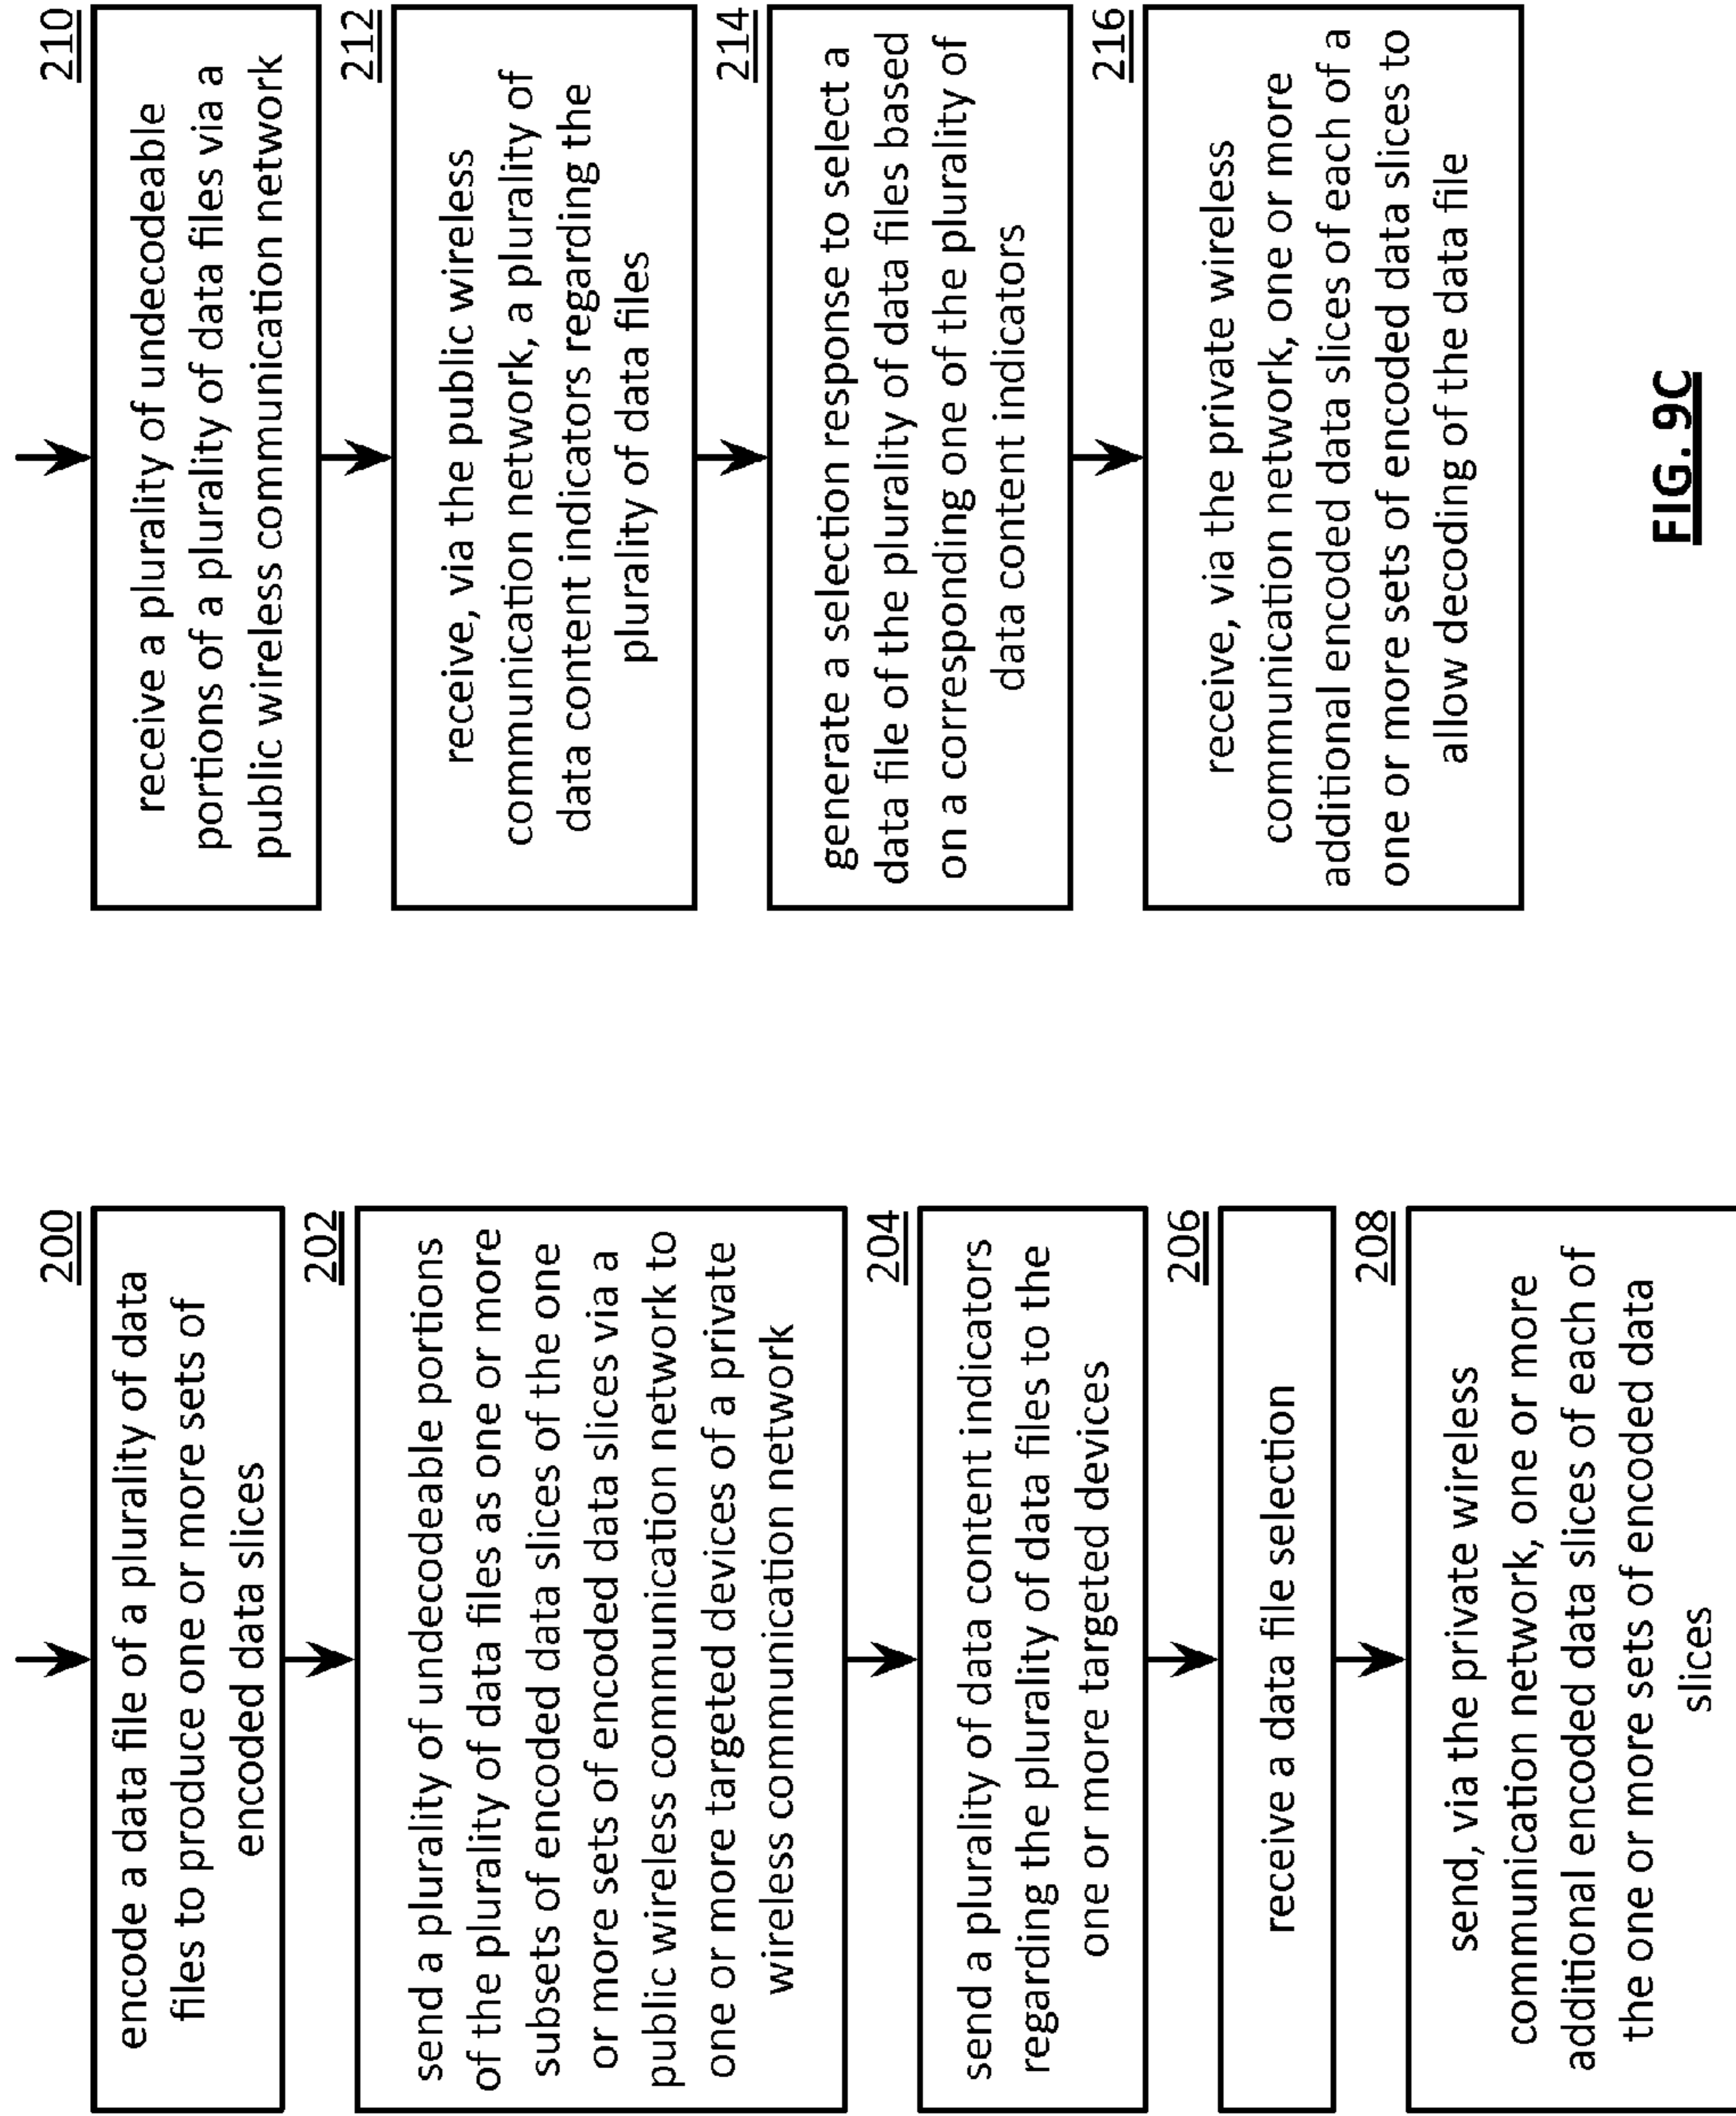 200
encode a data file of a plurality of data
files to produce one or more sets of
encoded data slices
202
send a plurality of undecodeable portions
of the plurality of data files as one or more
subsets of encoded data slices of the one
or more sets of encoded data slices via a
public wireless communication network to
one or more targeted devices of a private
wireless communication network
204
send a plurality of data content indicators
regarding the plurality of data files to the
one or more targeted devices
206
receive a data file selection
208
send, via the private wireless
communication network, one or more
additional encoded data slices of each of
the one or more sets of encoded data
slices
210
receive a plurality of undecodeable
portions of a plurality of data files via a
public wireless communication network
212
receive, via the public wireless
communication network, a plurality of
data content indicators regarding the
plurality of data files
214
generate a selection response to select a
data file of the plurality of data files based
on a corresponding one of the plurality of
data content indicators
216
receive, via the private wireless
communication network, one or more
additional encoded data slices of each of a
one or more sets of encoded data slices to
allow decoding of the data file
FIG. 9C